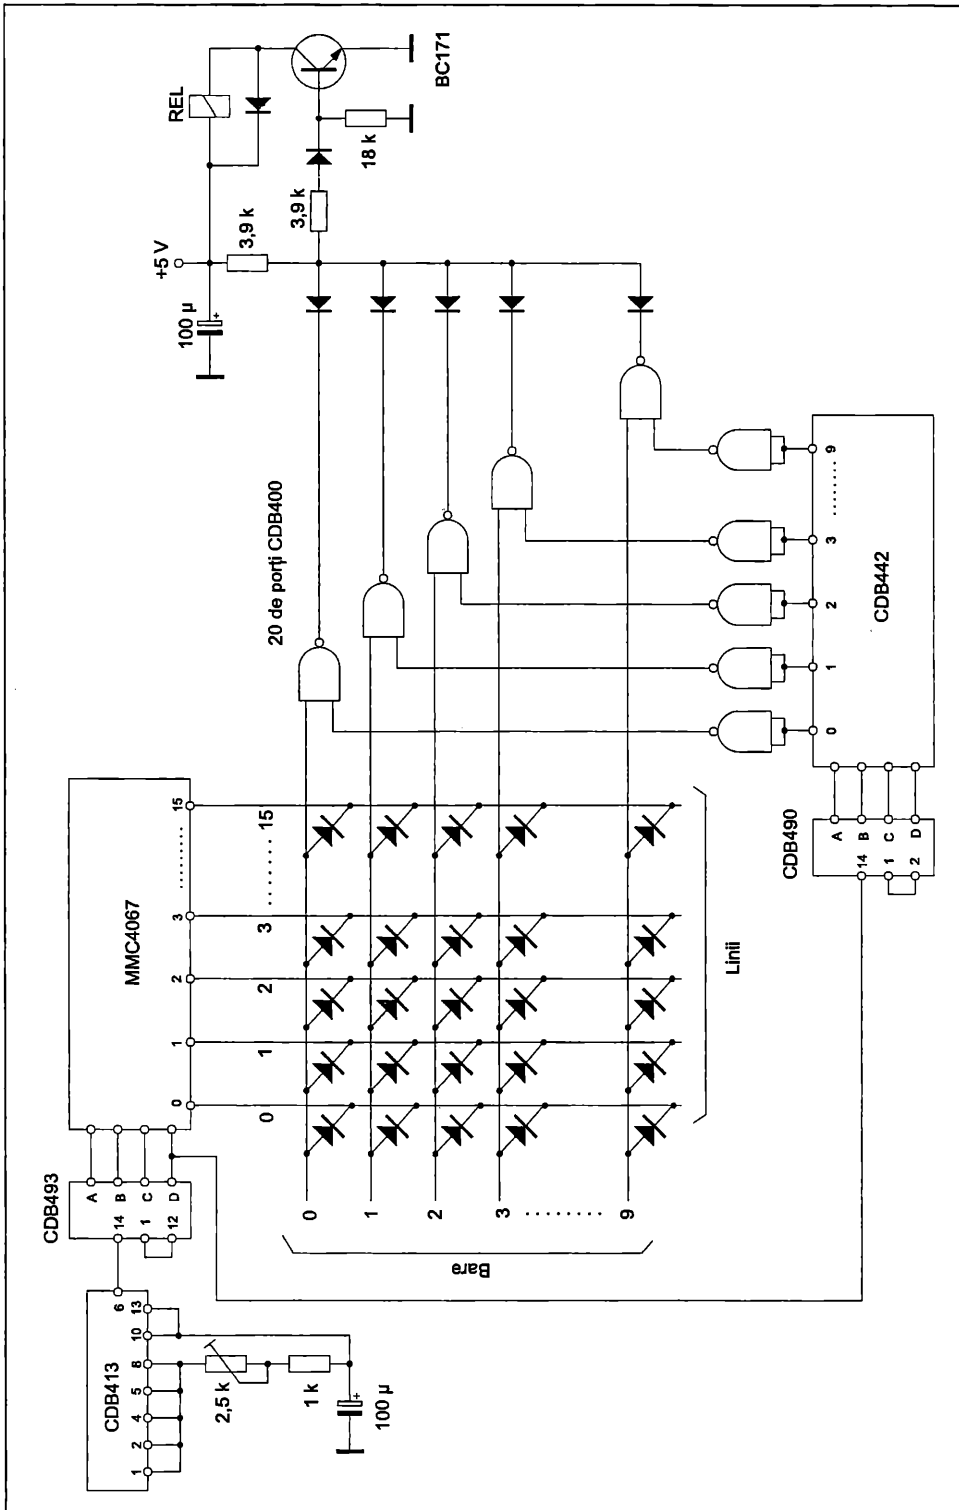 CDB413
1 2 4 5 8 10 13
6
2,5 k
1 k
100 µ
+
CDB493
14 1 12
A B C D
MMC4067
0 1 2 3 ......... 15
0 1 2 3 ....... 15
Linii
0 1 2 3 ........ 9
Bare
20 de porți CDB400
CDB490
14 1 2
A B C D
CDB442
0 1 2 3 ........ 9
100 µ
+
+5 V
3,9 k
3,9 k
18 k
REL
BC171